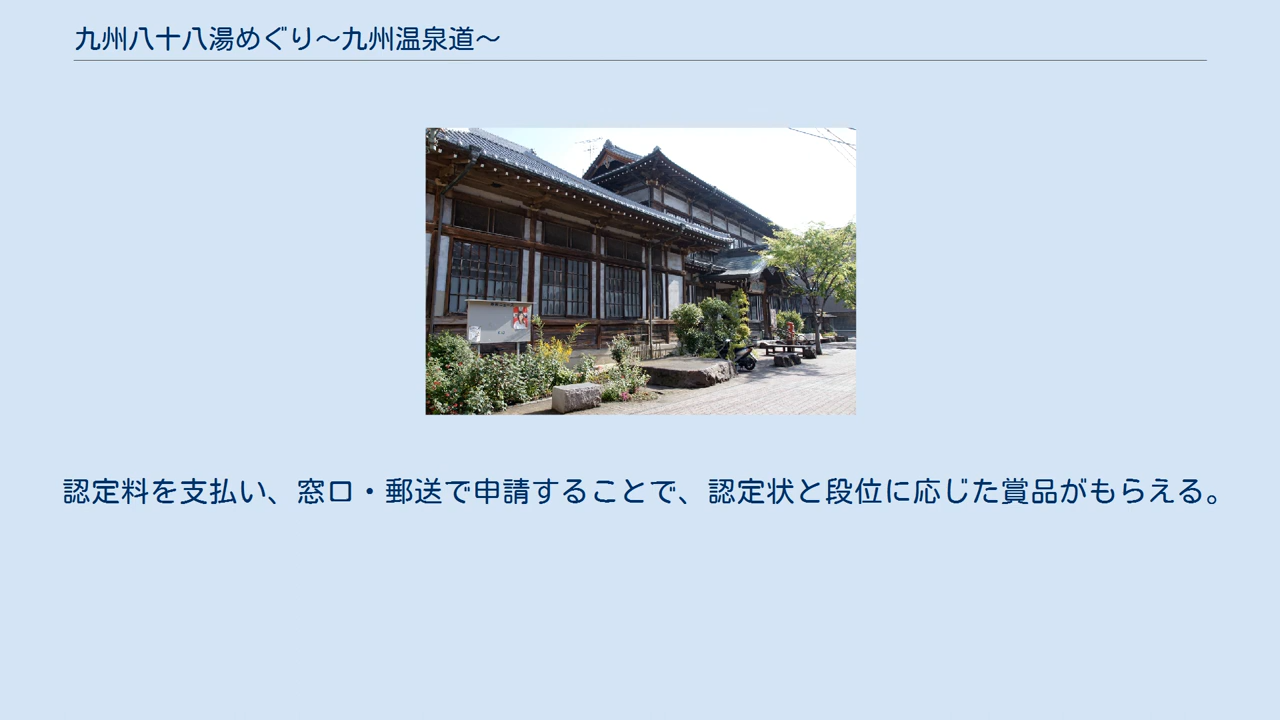 九州八十八湯めぐり～九州温泉道～
認定料を支払い、窓口・郵送で申請することで、認定状と段位に応じた賞品がもらえる。